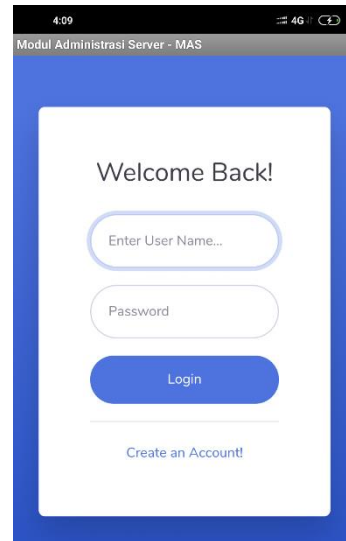 4:09
4G
Modul Administrasi Server - MAS
Welcome Back!
Enter User Name...
Password
Login
Create an Account!